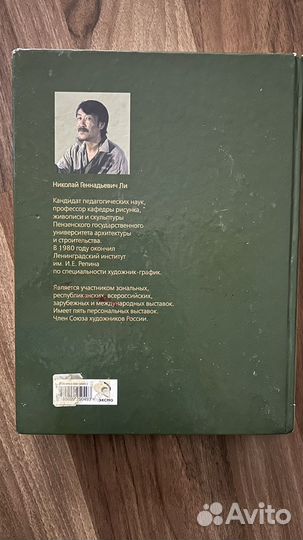 Николай Геннадьевич Ли
Кандидат педагогических наук,
профессор кафедры рисунка,
живописи и скульптуры
Пензенского государственного
университета архитектуры
и строительства.
В 1980 году окончил
Ленинградский институт
им. И.Е. Репина
по специальности художник-график.
Является участником зональных,
республиканских, всероссийских,
зарубежных и международных выставок.
Имеет пять персональных выставок.
Член Союза художников России.
ЭКСМО
Avito